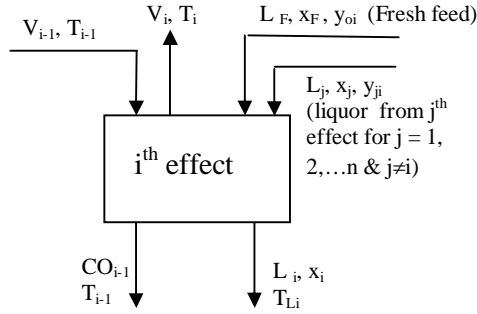 V_{i-1}, T_{i-1}
V_i, T_i
L_F, x_F, y_{oi} (Fresh feed)
L_j, x_j, y_{ji}
(liquor from j^{th}
effect for j = 1,
2,…n & j≠i)
i^{th} effect
CO_{i-1}
T_{i-1}
L_i, x_i
T_{Li}